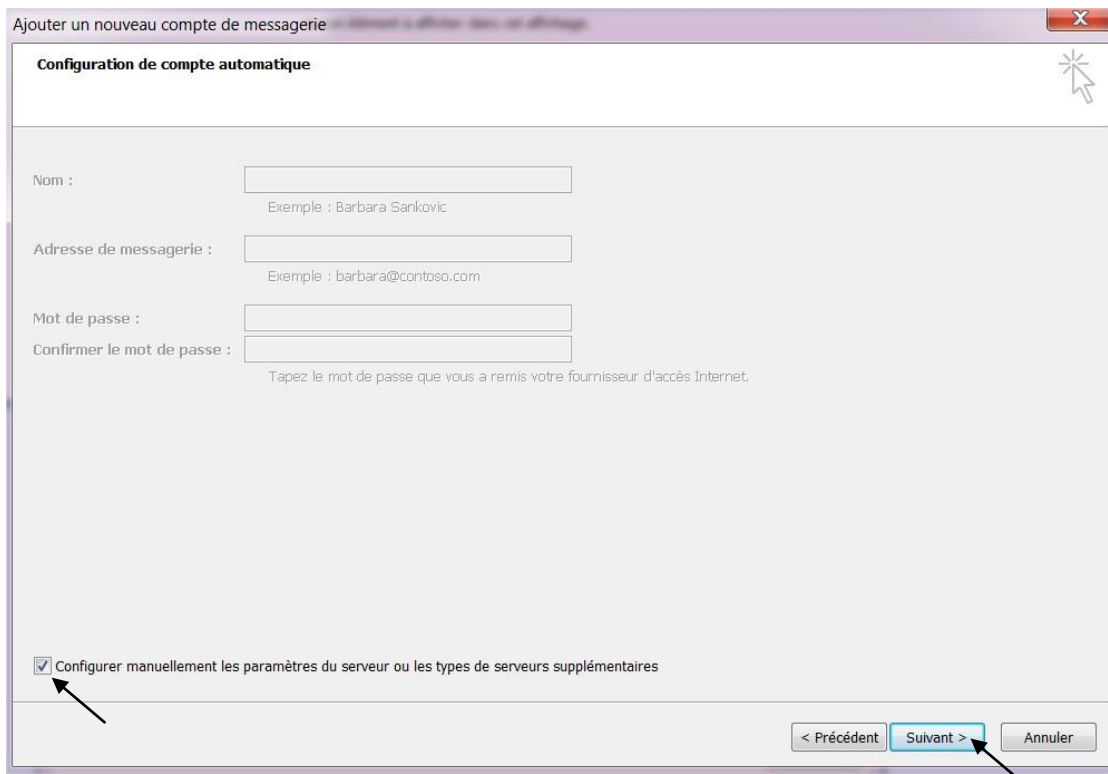 Ajouter un nouveau compte de messagerie
Configuration de compte automatique
Nom :
Exemple : Barbara Sankovic
Adresse de messagerie :
Exemple : barbara@contoso.com
Mot de passe :
Confirmer le mot de passe :
Tapez le mot de passe que vous a remis votre fournisseur d'accès Internet.
Configurer manuellement les paramètres du serveur ou les types de serveurs supplémentaires
< Précédent Suivant > Annuler